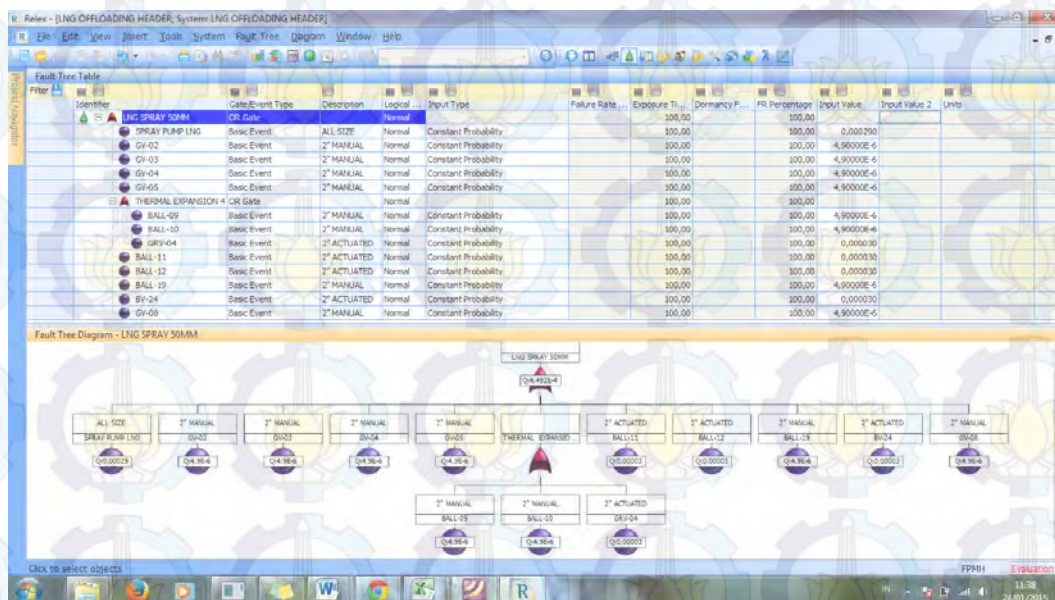 Relex - [LNG OFFLOADING HEADER, System: LNG OFFLOADING HEADER]
File Edit View Insert Tools System Fault Tree Diagram Window Help
Project Navigator
Fault Tree Table
Filter
Identifier Gate/Event Type Description Logical ... Input Type Failure Rate ... Exposure Ti... Dormancy F... FR Percentage Input Value Input Value 2 Units
LNG SPRAY 50MM OR Gate Normal 100,00 100,00
SPRAY PUMP LNG Basic Event ALL SIZE Normal Constant Probability 100,00 100,00 0,000290
GV-02 Basic Event 2" MANUAL Normal Constant Probability 100,00 100,00 4,90000E-6
GV-03 Basic Event 2" MANUAL Normal Constant Probability 100,00 100,00 4,90000E-6
GV-04 Basic Event 2" MANUAL Normal Constant Probability 100,00 100,00 4,90000E-6
GV-05 Basic Event 2" MANUAL Normal Constant Probability 100,00 100,00 4,90000E-6
THERMAL EXPANSION 4 OR Gate Normal 100,00 100,00
BALL-09 Basic Event 2" MANUAL Normal Constant Probability 100,00 100,00 4,90000E-6
BALL-10 Basic Event 2" MANUAL Normal Constant Probability 100,00 100,00 4,90000E-6
GRV-04 Basic Event 2" ACTUATED Normal Constant Probability 100,00 100,00 0,000030
BALL-11 Basic Event 2" ACTUATED Normal Constant Probability 100,00 100,00 0,000030
BALL-12 Basic Event 2" ACTUATED Normal Constant Probability 100,00 100,00 0,000030
BALL-19 Basic Event 2" MANUAL Normal Constant Probability 100,00 100,00 4,90000E-6
BV-24 Basic Event 2" ACTUATED Normal Constant Probability 100,00 100,00 0,000030
GV-08 Basic Event 2" MANUAL Normal Constant Probability 100,00 100,00 4,90000E-6
Fault Tree Diagram - LNG SPRAY 50MM
LNG SPRAY 50MM
Q:4.492E-4
ALL SIZE 2" MANUAL 2" MANUAL 2" MANUAL 2" MANUAL 2" ACTUATED 2" ACTUATED 2" MANUAL 2" ACTUATED 2" MANUAL
SPRAY PUMP LNG GV-02 GV-03 GV-04 GV-05 THERMAL EXPANSIO... BALL-11 BALL-12 BALL-19 BV-24 GV-08
Q:0.00029 Q:4.9E-6 Q:4.9E-6 Q:4.9E-6 Q:4.9E-6 Q:0.00003 Q:0.00003 Q:4.9E-6 Q:0.00003 Q:4.9E-6
2" MANUAL 2" MANUAL 2" ACTUATED
BALL-09 BALL-10 GRV-04
Q:4.9E-6 Q:4.9E-6 Q:0.00003
Click to select objects FPMH Evaluation
IN 11:38
24/01/2015